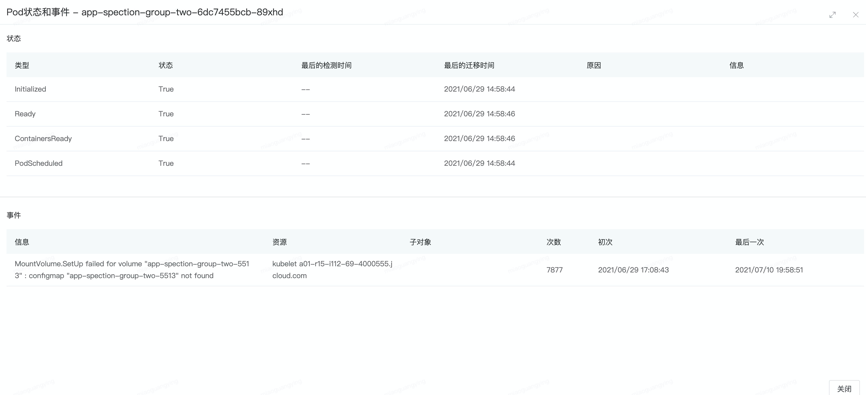 Pod状态和事件 - app-spection-group-two-6dc7455bcb-89xhd
状态
类型 状态 最后的检测时间 最后的迁移时间 原因 信息
Initialized True -- 2021/06/29 14:58:44
Ready True -- 2021/06/29 14:58:46
ContainersReady True -- 2021/06/29 14:58:46
PodScheduled True -- 2021/06/29 14:58:44
事件
信息 资源 子对象 次数 初次 最后一次
MountVolume.SetUp failed for volume "app-spection-group-two-551
3" : configmap "app-spection-group-two-5513" not found
kubelet a01-r15-i112-69-4000555.j
cloud.com
7877 2021/06/29 17:08:43 2021/07/10 19:58:51
关闭